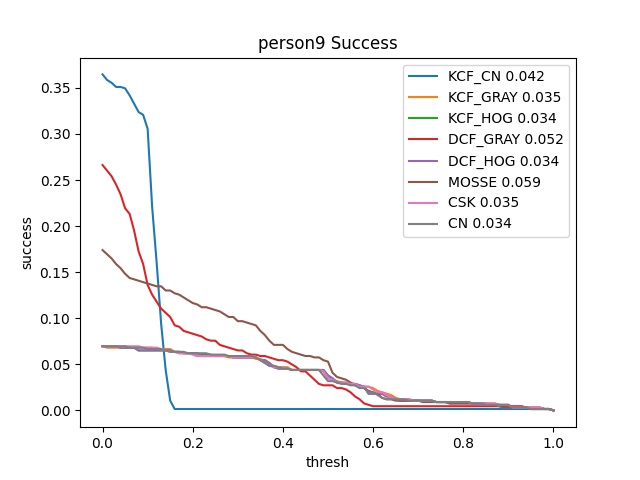 person9 Success
success
0.35
0.30
0.25
0.20
0.15
0.10
0.05
0.00
KCF_CN 0.042
KCF_GRAY 0.035
KCF_HOG 0.034
DCF_GRAY 0.052
DCF_HOG 0.034
MOSSE 0.059
CSK 0.035
CN 0.034
0.0 0.2 0.4 0.6 0.8 1.0
thresh